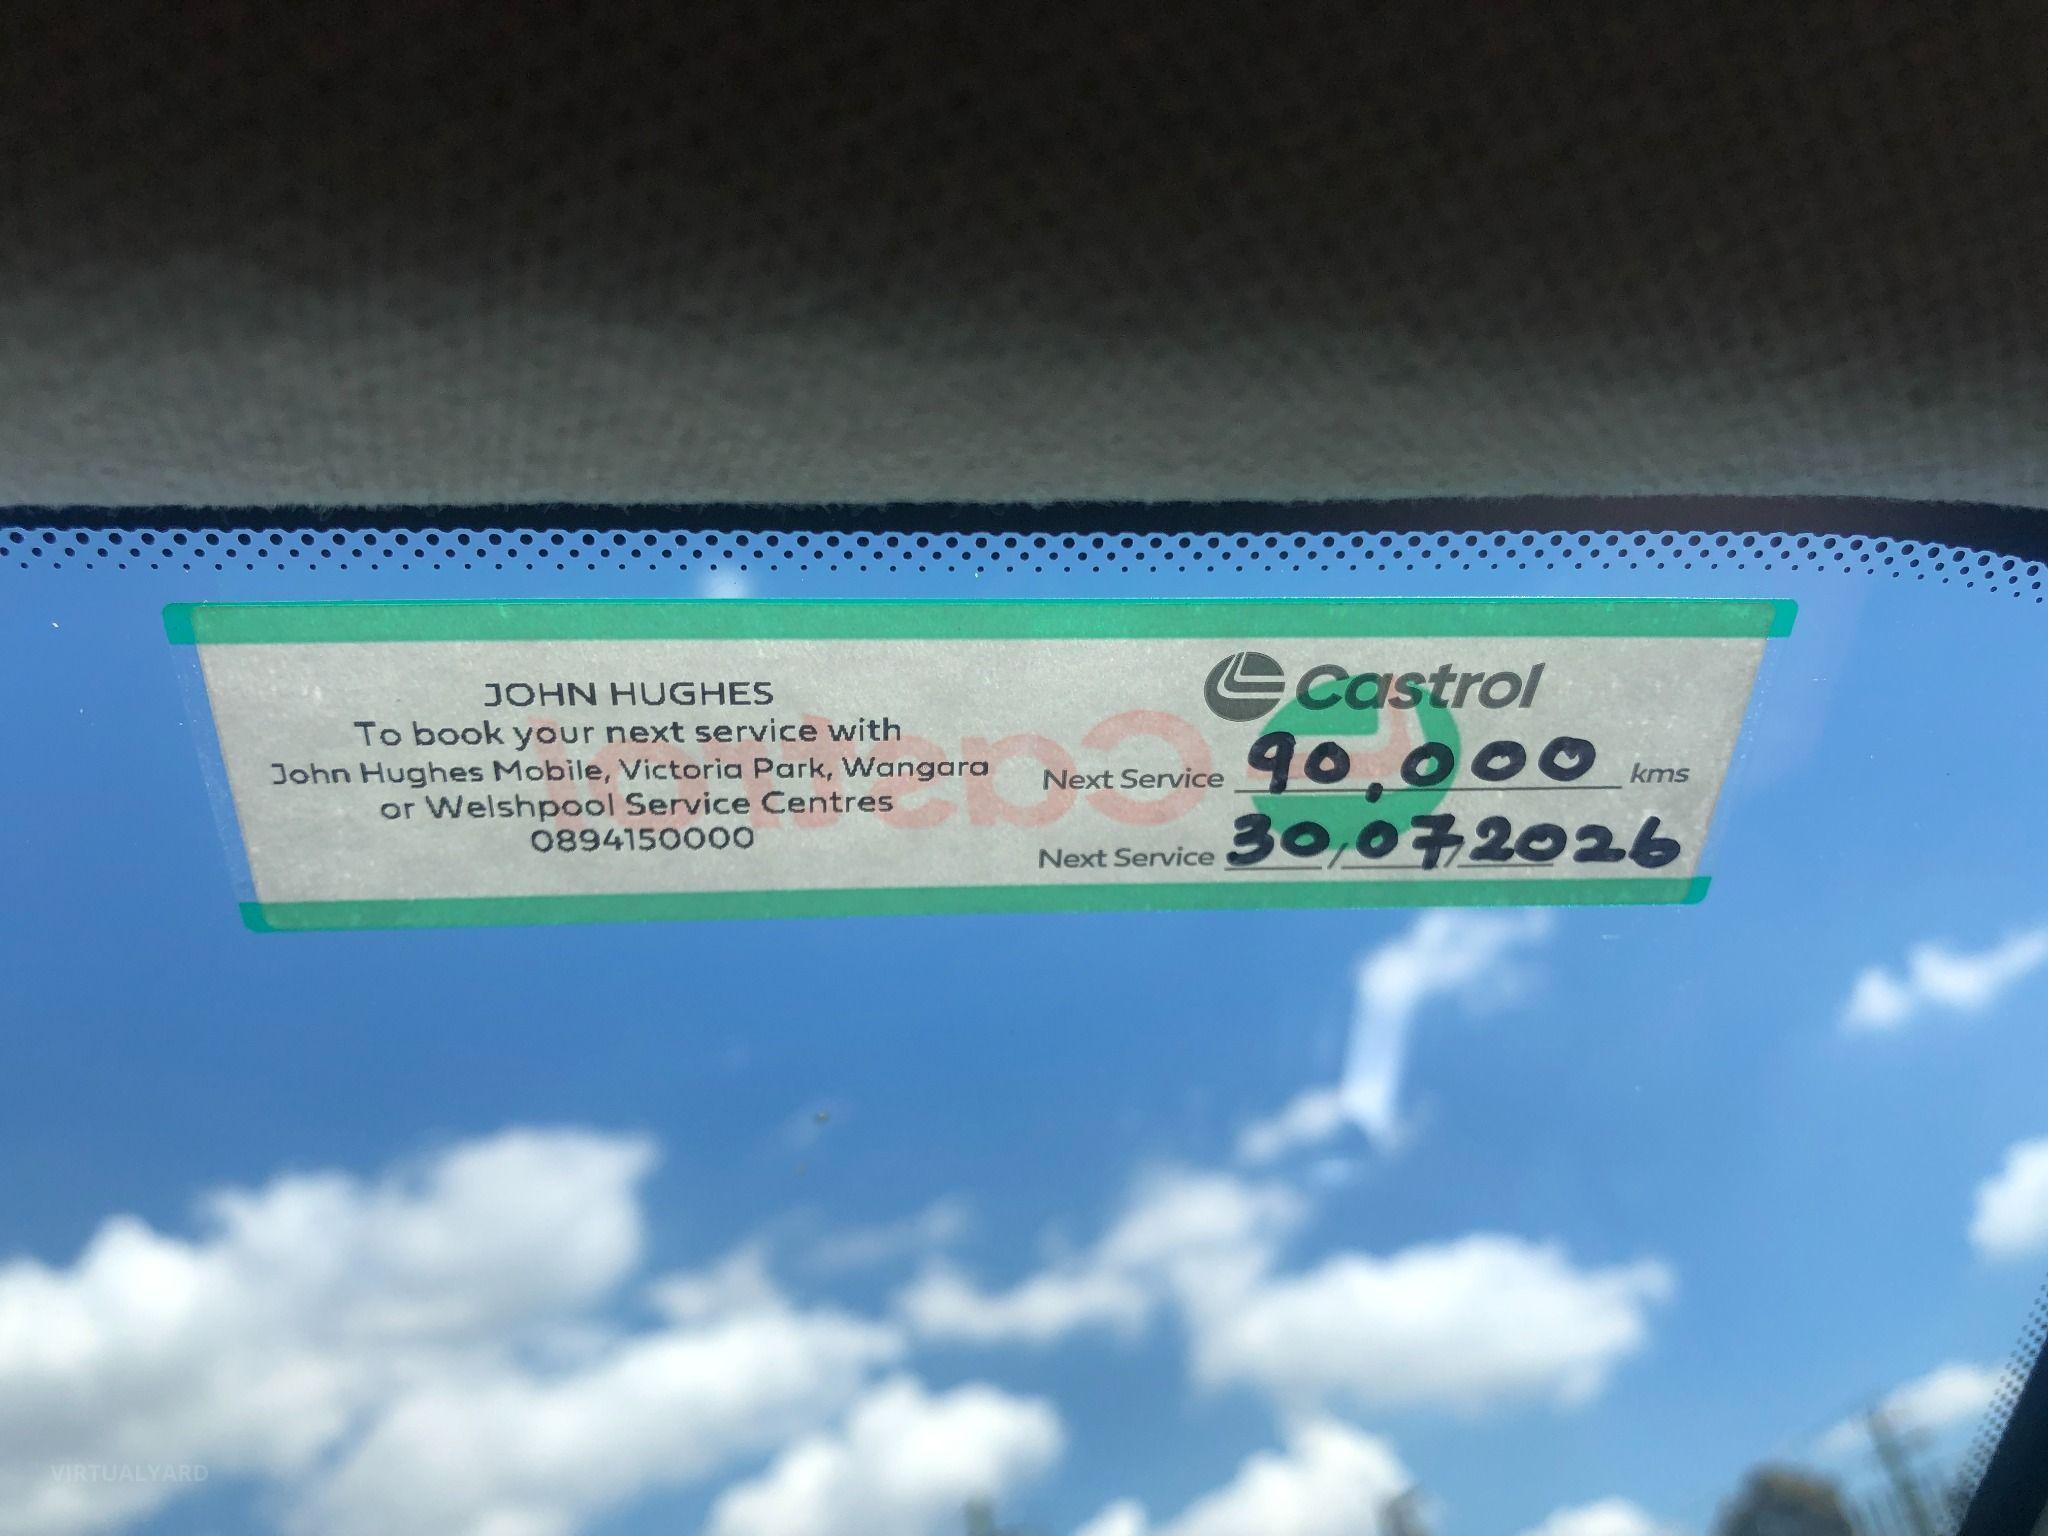 JOHN HUGHES
To book your next service with
John Hughes Mobile, Victoria Park, Wangara
or Welshpool Service Centres
0894150000
Castrol
Next Service 90,000 kms
Next Service 30/07/2026
Castrol
VIRTUALYARD